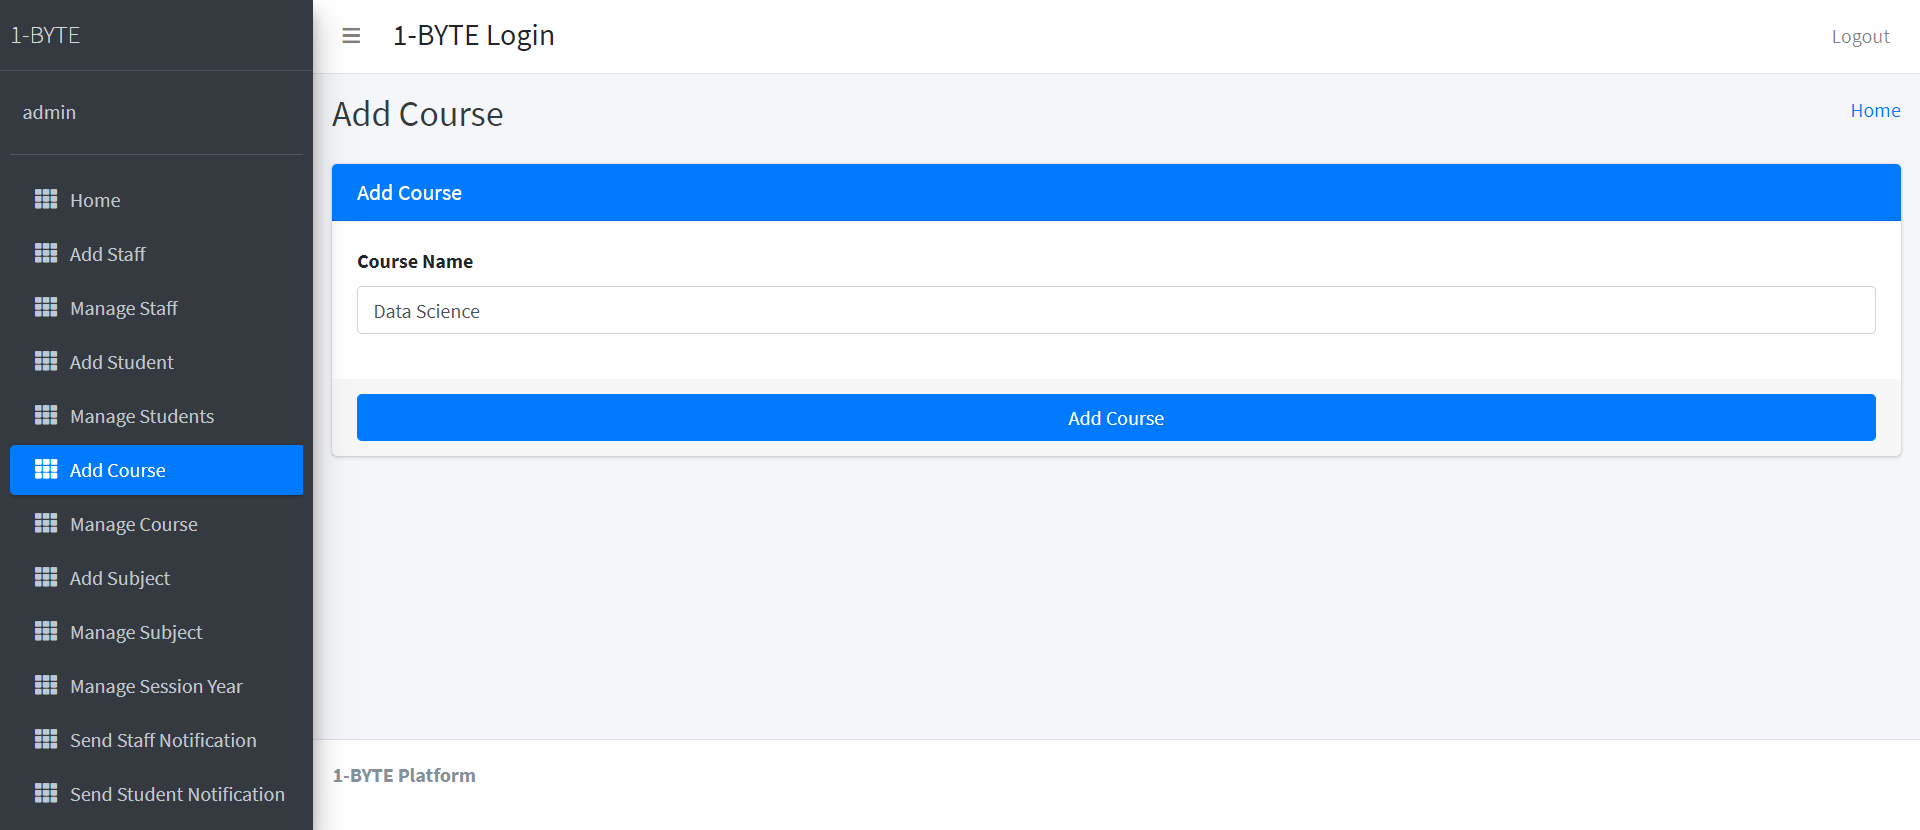 1-BYTE
admin
Home
Add Staff
Manage Staff
Add Student
Manage Students
Add Course
Manage Course
Add Subject
Manage Subject
Manage Session Year
Send Staff Notification
Send Student Notification
1-BYTE Login
Logout
Add Course
Home
Add Course
Course Name
Data Science
Add Course
1-BYTE Platform